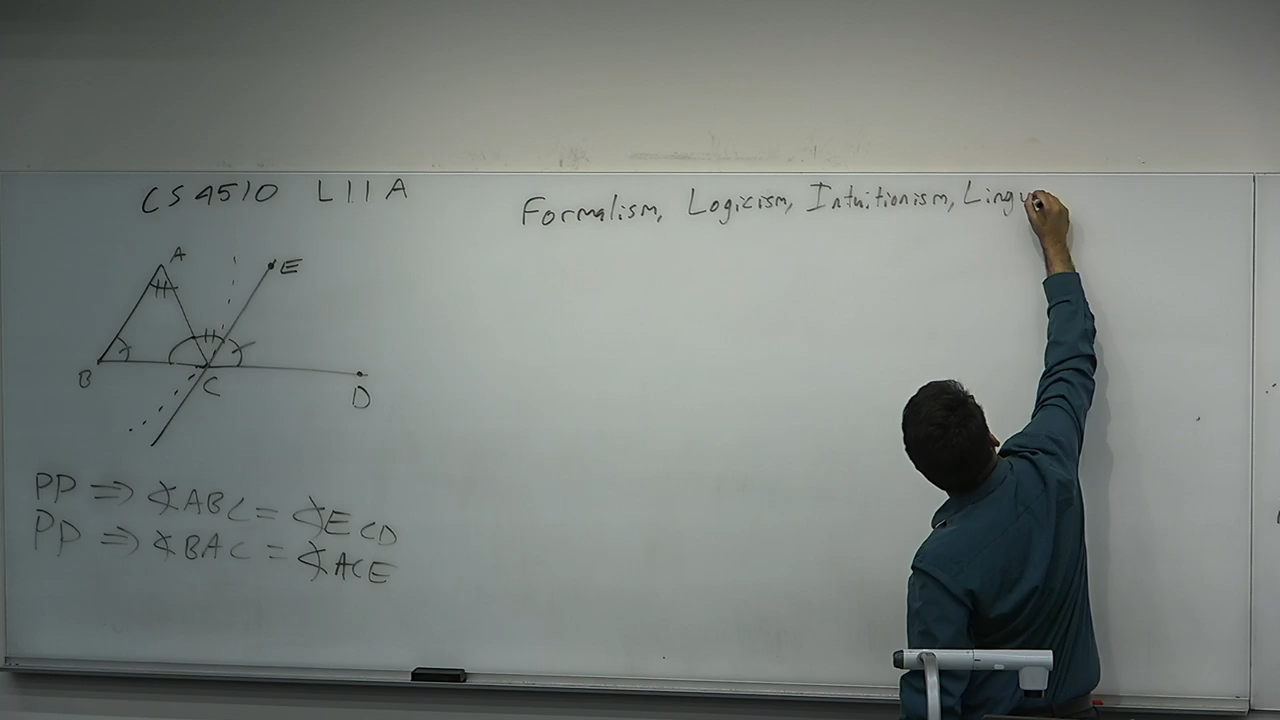 CS 4510 L11A
Formalism, Logicism, Intuitionism, Lingu
A
E
B
C
D
PP ⇒ ∢ABC = ∢ECD
PP ⇒ ∢BAC = ∢ACE